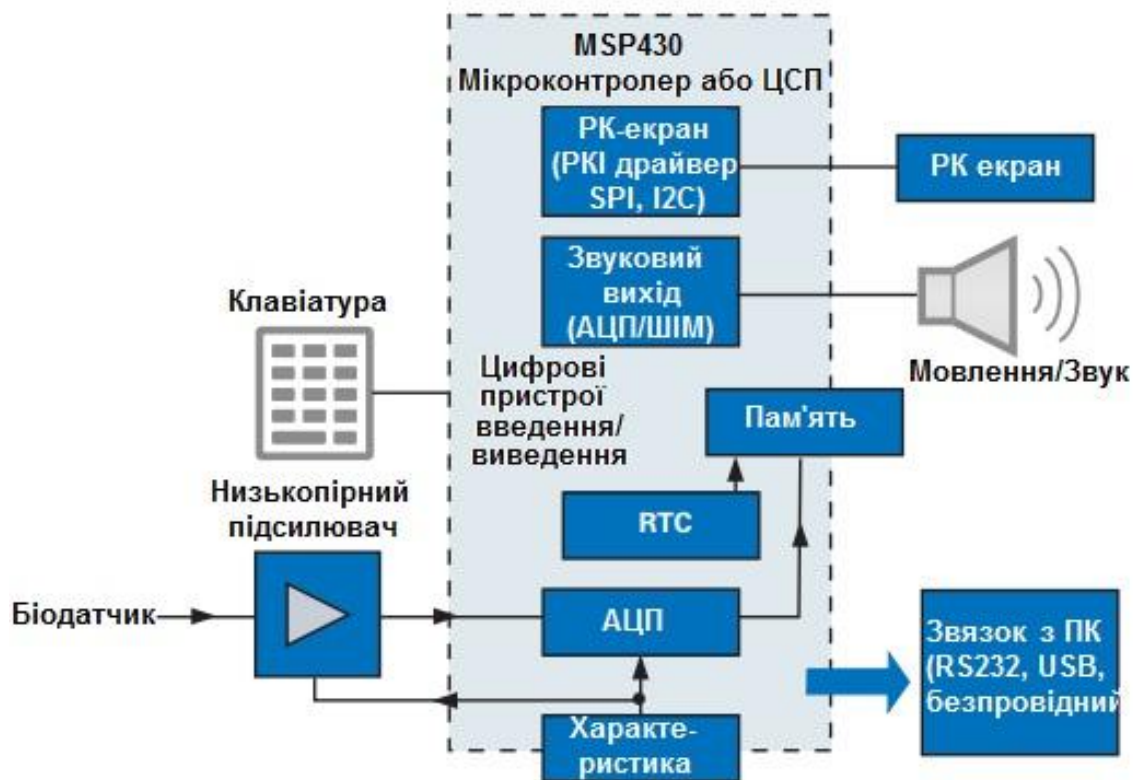 MSP430
Мікроконтролер або ЦСП
РК-екран
(РКІ драйвер
SPI, I2C)
РК екран
Звуковий
вихід
(АЦП/ШІМ)
Мовлення/Звук
Клавіатура
Цифрові
пристрої
введення/
виведення
Пам'ять
Низькопірний
підсилювач
RTC
Біодатчик
АЦП
Звязок з ПК
(RS232, USB,
безпровідний
Характе-
ристика